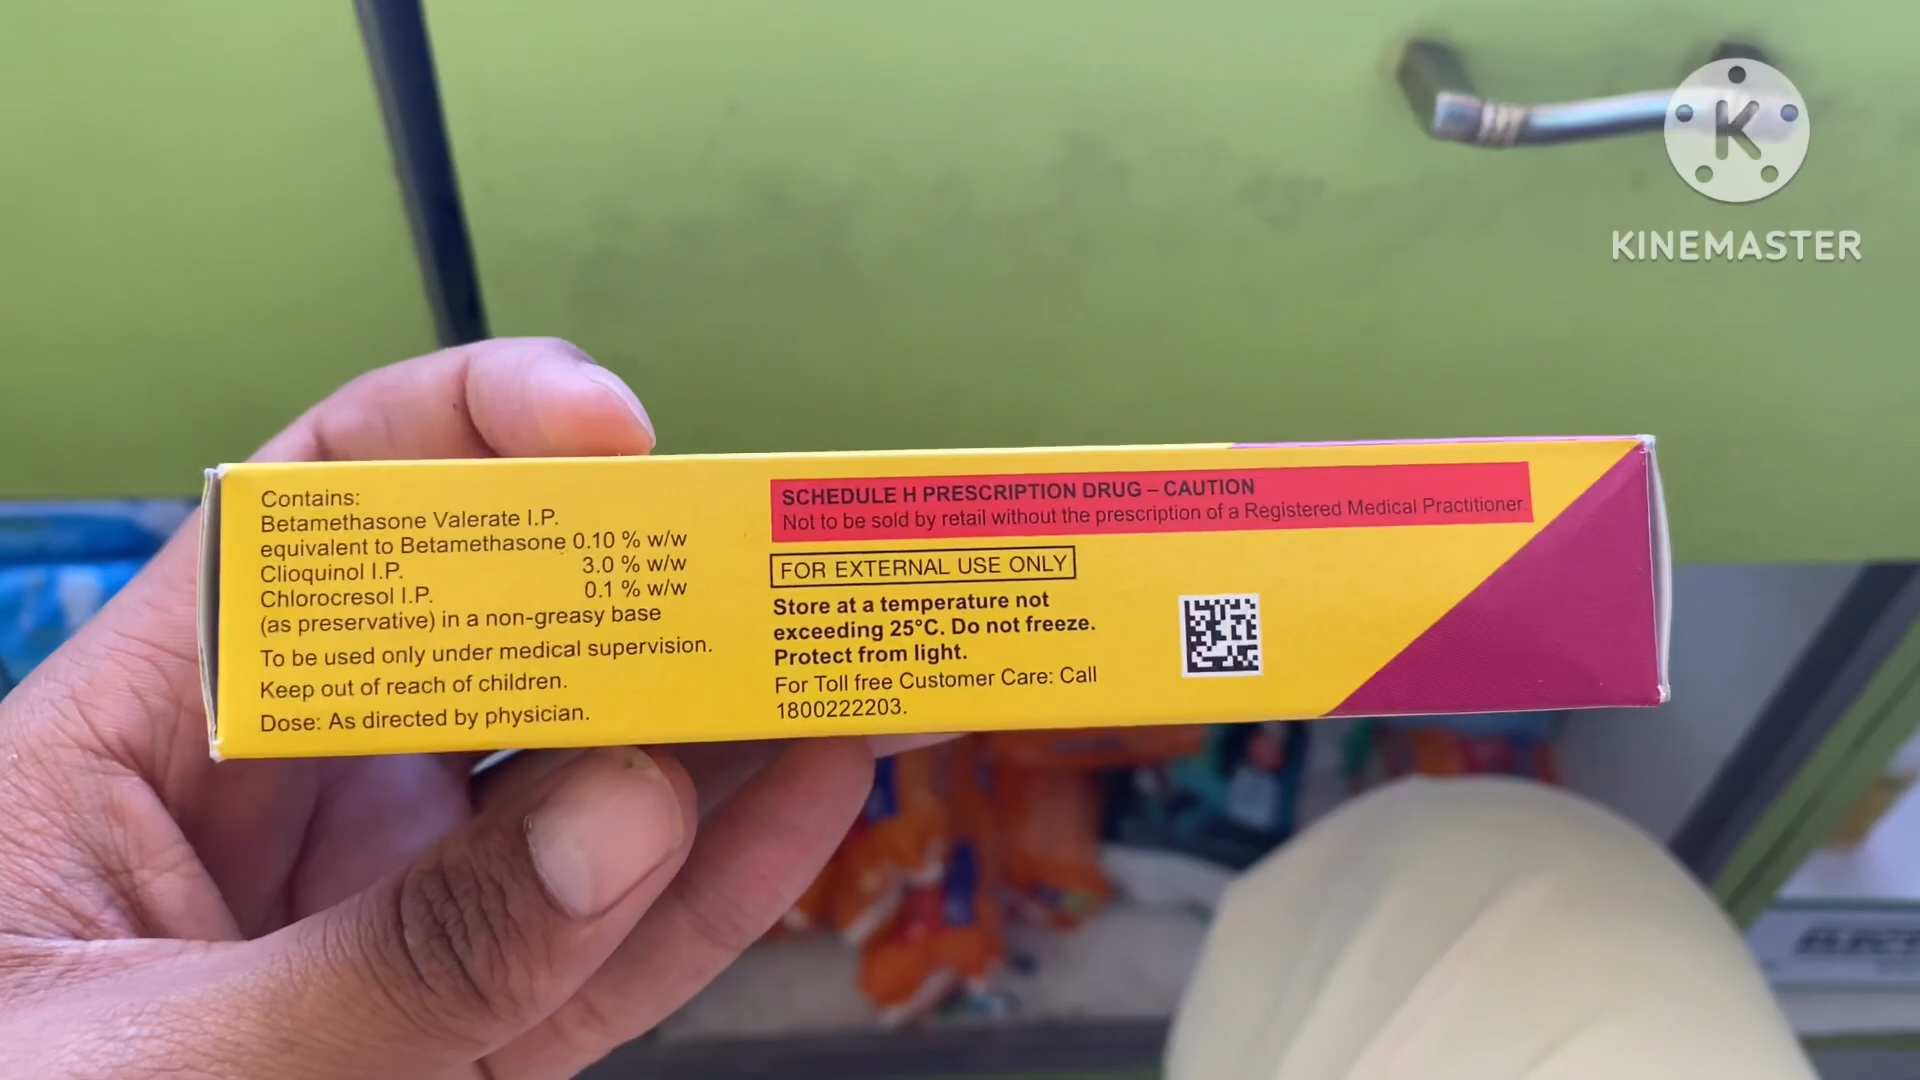 Contains:
Betamethasone Valerate I.P.
equivalent to Betamethasone 0.10 % w/w
Clioquinol I.P. 3.0 % w/w
Chlorocresol I.P. 0.1 % w/w
(as preservative) in a non-greasy base
To be used only under medical supervision.
Keep out of reach of children.
Dose: As directed by physician.
SCHEDULE H PRESCRIPTION DRUG – CAUTION
Not to be sold by retail without the prescription of a Registered Medical Practitioner.
FOR EXTERNAL USE ONLY
Store at a temperature not
exceeding 25°C. Do not freeze.
Protect from light.
For Toll free Customer Care: Call
1800222203.
K
KINEMASTER